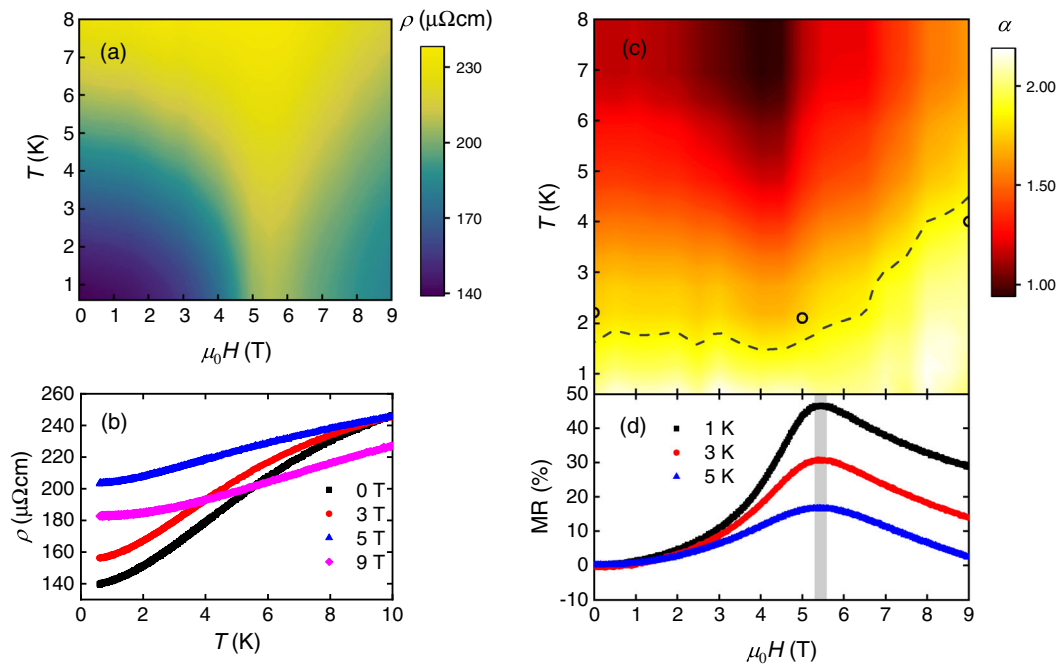 (a)
ρ (μΩcm)
8
7
6
5
4
3
2
1
T (K)
0 1 2 3 4 5 6 7 8 9
μ₀H (T)
230
200
170
140
(b)
260
240
220
200
180
160
140
ρ (μΩcm)
0 T
3 T
5 T
9 T
0 2 4 6 8 10
T (K)
(c)
α
8
7
6
5
4
3
2
1
T (K)
2.00
1.50
1.00
(d)
50
40
30
20
10
0
-10
MR (%)
1 K
3 K
5 K
0 1 2 3 4 5 6 7 8 9
μ₀H (T)